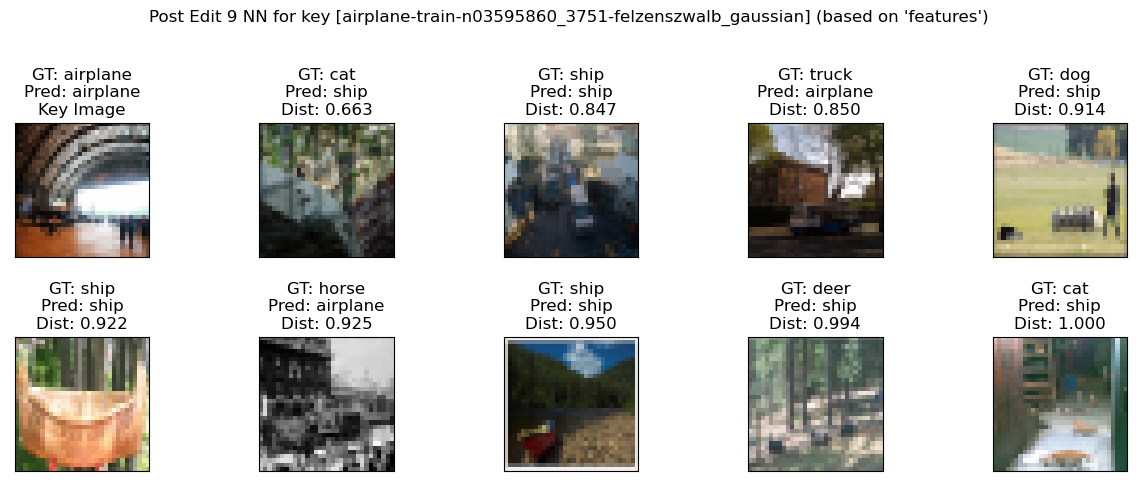 Post Edit 9 NN for key [airplane-train-n03595860_3751-felzenszwalb_gaussian] (based on 'features')
GT: airplane
Pred: airplane
Key Image
GT: cat
Pred: ship
Dist: 0.663
GT: ship
Pred: ship
Dist: 0.847
GT: truck
Pred: airplane
Dist: 0.850
GT: dog
Pred: ship
Dist: 0.914
GT: ship
Pred: ship
Dist: 0.922
GT: horse
Pred: airplane
Dist: 0.925
GT: ship
Pred: ship
Dist: 0.950
GT: deer
Pred: ship
Dist: 0.994
GT: cat
Pred: ship
Dist: 1.000